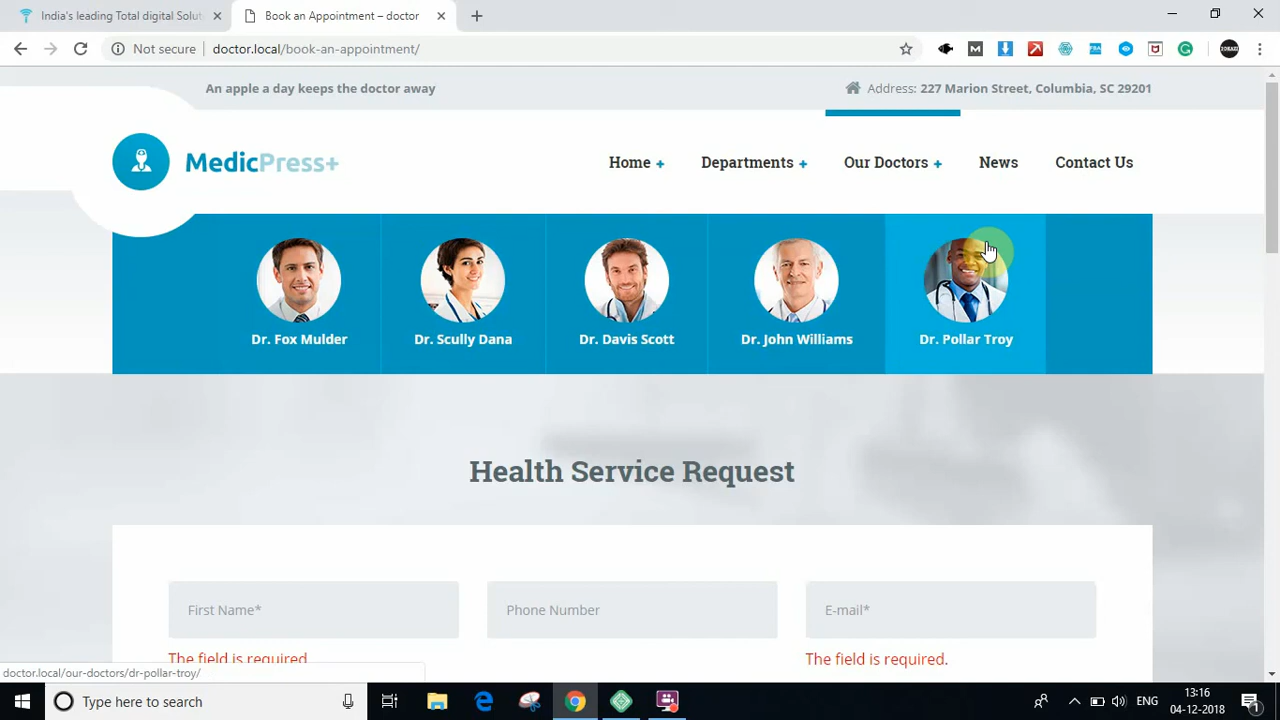 India's leading Total digital Solut
Book an Appointment – doctor
Not secure
doctor.local/book-an-appointment/
An apple a day keeps the doctor away
Address: 227 Marion Street, Columbia, SC 29201
MedicPress+
Home +
Departments +
Our Doctors +
News
Contact Us
Dr. Fox Mulder
Dr. Scully Dana
Dr. Davis Scott
Dr. John Williams
Dr. Pollar Troy
Health Service Request
First Name*
Phone Number
E-mail*
The field is required.
The field is required.
doctor.local/our-doctors/dr-pollar-troy/
Type here to search
ENG
13:16
04-12-2018